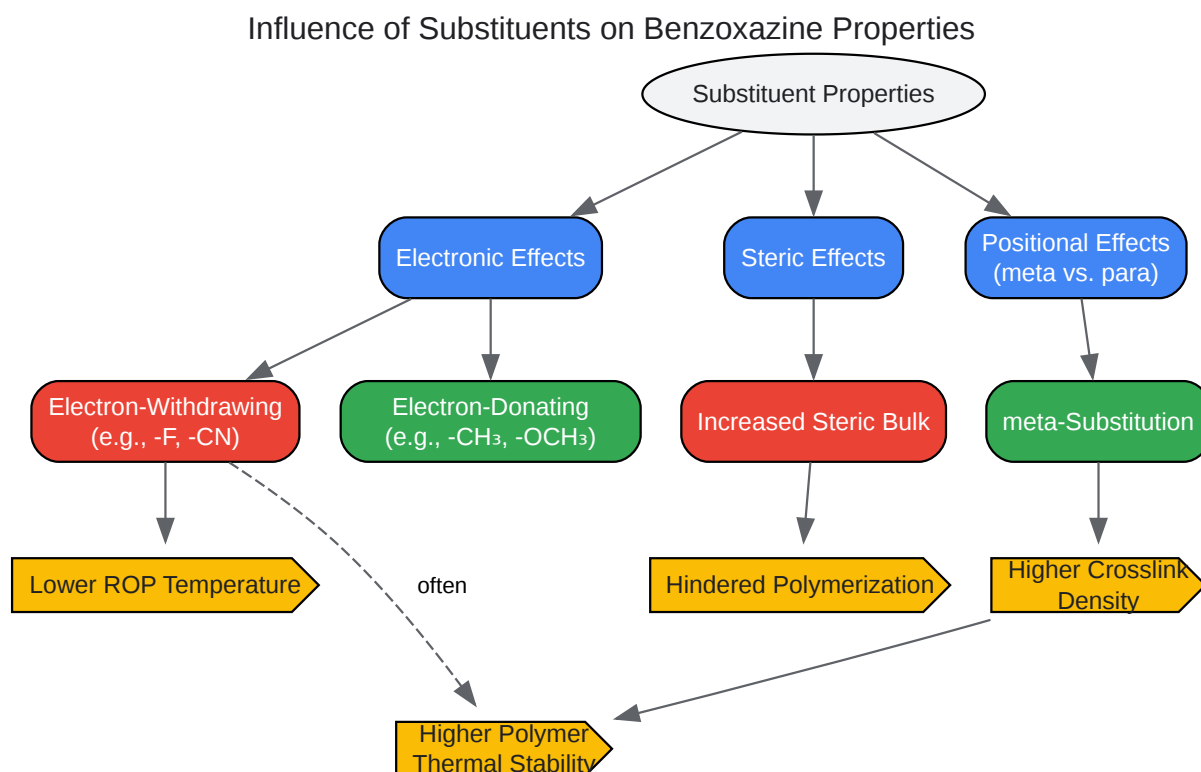 Influence of Substituents on Benzoxazine Properties
Substituent Properties
Electronic Effects
Steric Effects
Positional Effects
(meta vs. para)
Electron-Withdrawing
(e.g., -F, -CN)
Electron-Donating
(e.g., -CH₃, -OCH₃)
Increased Steric Bulk
meta-Substitution
Lower ROP Temperature
often
Hindered Polymerization
Higher Crosslink
Density
Higher Polymer
Thermal Stability